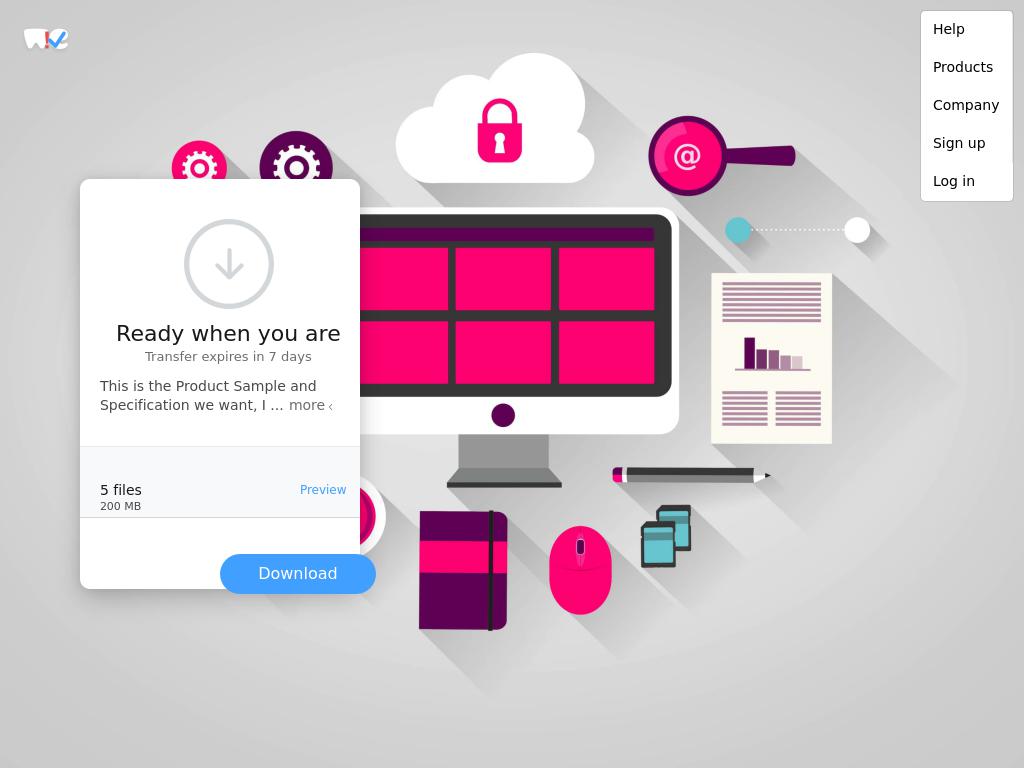 Help
Products
Company
Sign up
Log in
@
Ready when you are
Transfer expires in 7 days
This is the Product Sample and
Specification we want, I ... more ‹
5 files
Preview
200 MB
Download